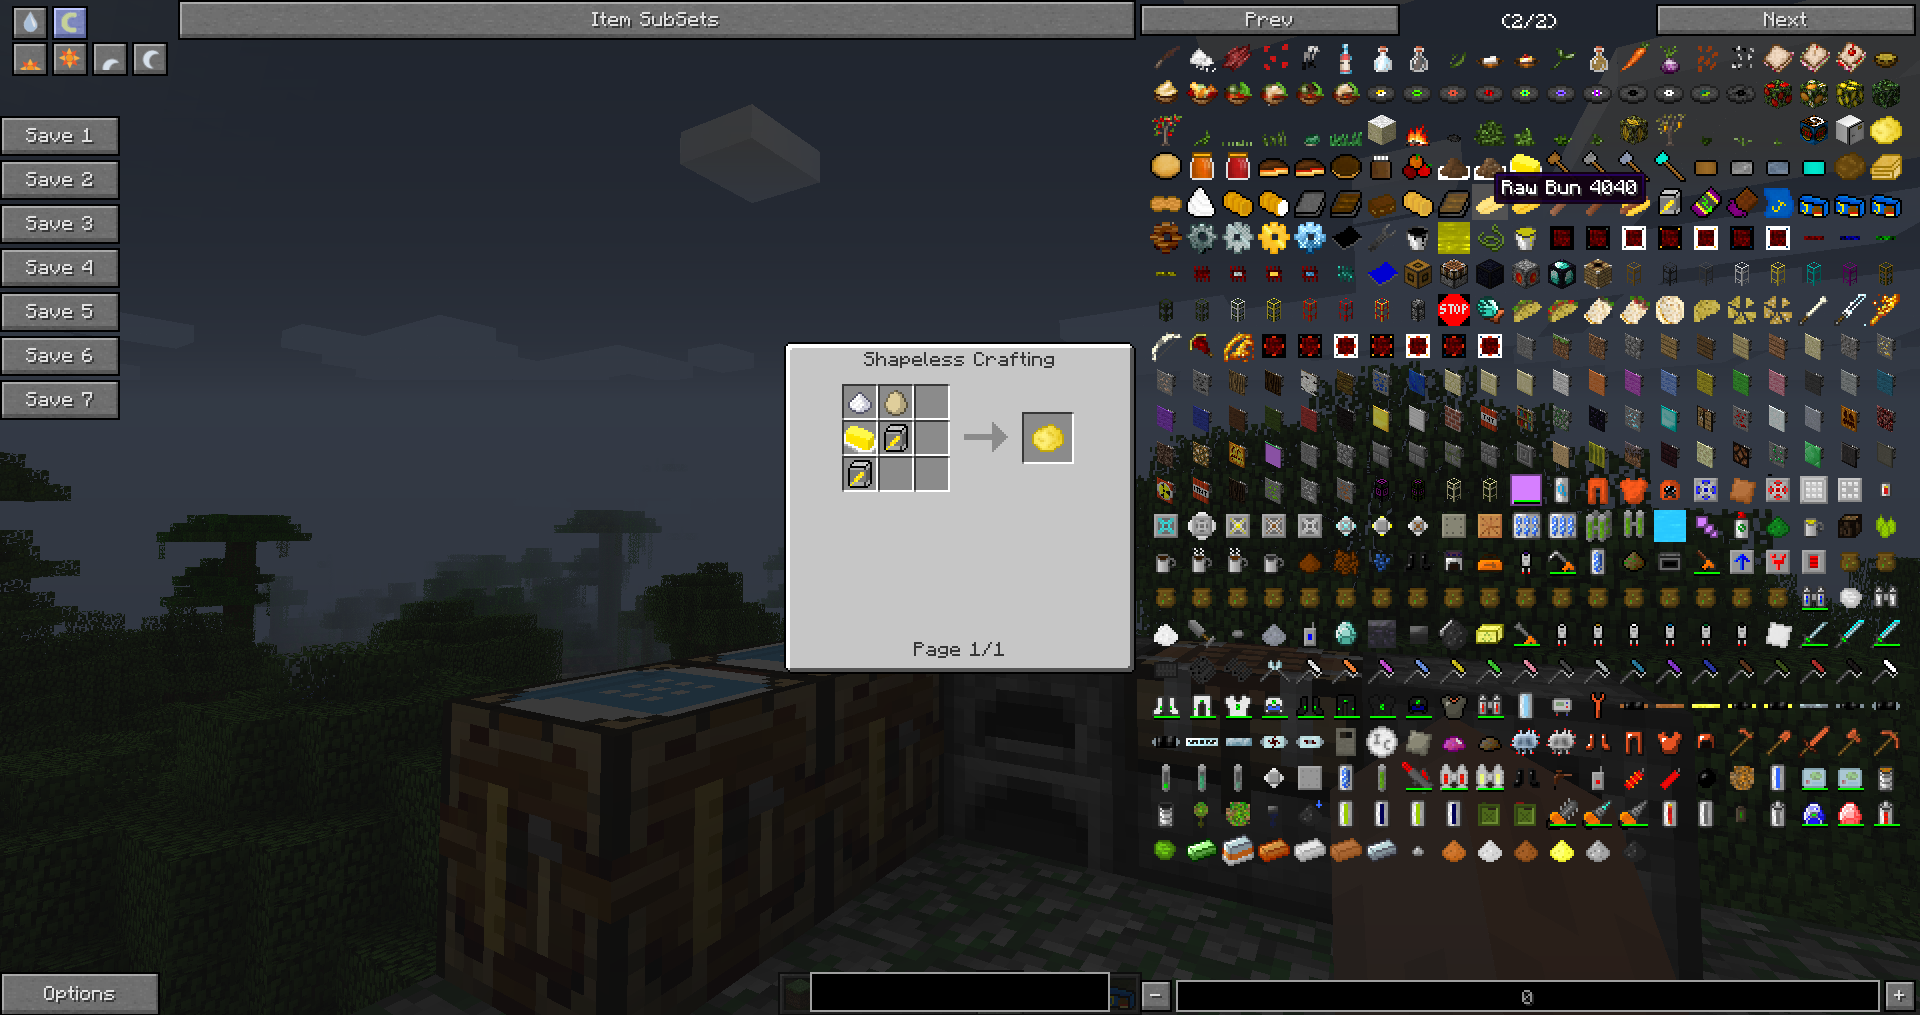 Item SubSets
Prev
(2/2)
Next
Save 1
Save 2
Save 3
Save 4
Save 5
Save 6
Save 7
Raw Bun 4040
STOP
Shapeless Crafting
Page 1/1
Options
-
0
+